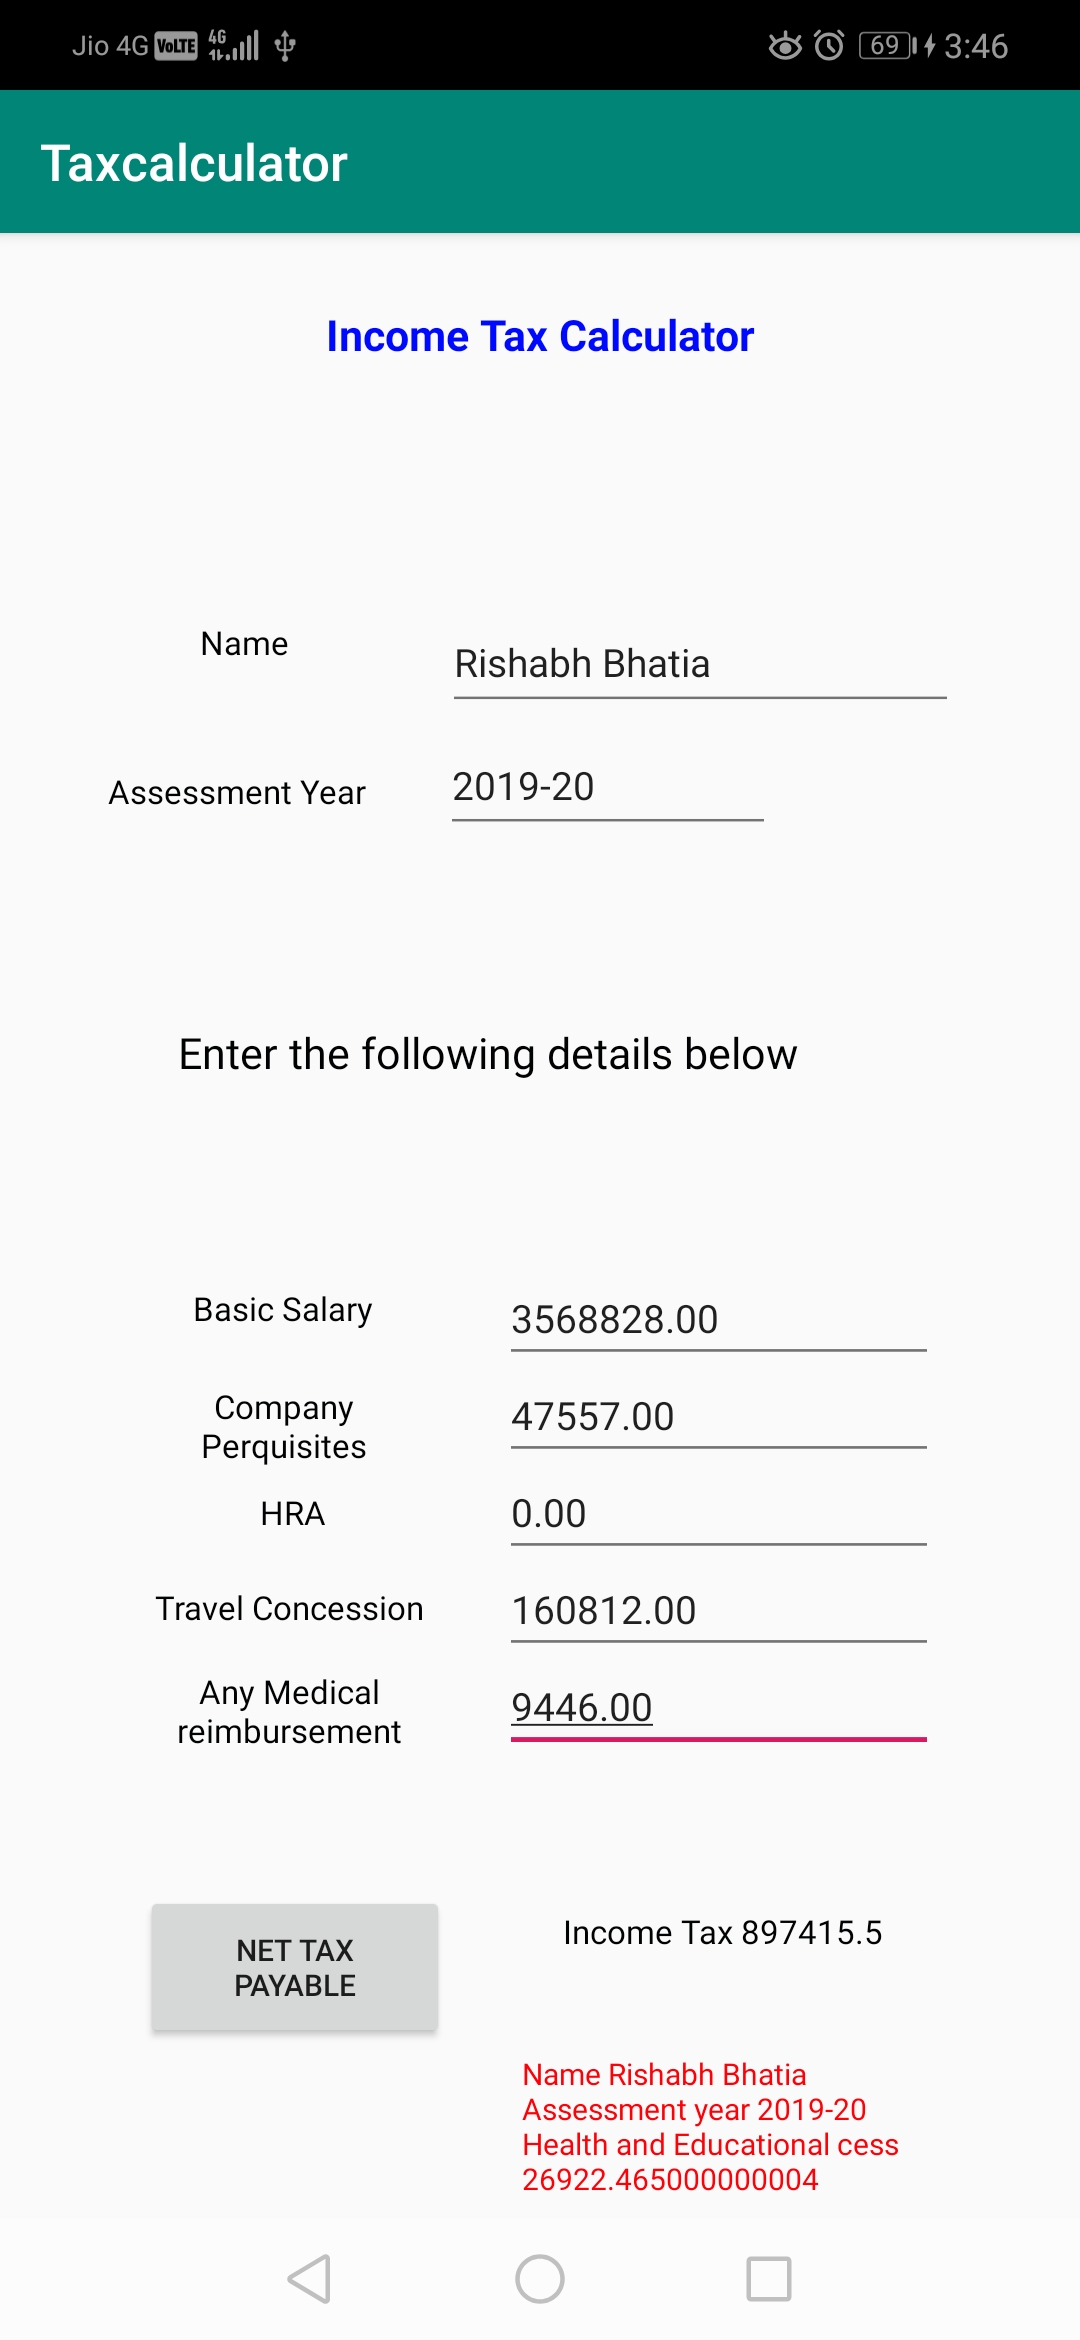 Jio 4G VoLTE 4G 69 3:46
Taxcalculator
Income Tax Calculator
Name
Rishabh Bhatia
Assessment Year
2019-20
Enter the following details below
Basic Salary
3568828.00
Company
Perquisites
47557.00
HRA
0.00
Travel Concession
160812.00
Any Medical
reimbursement
9446.00
NET TAX
PAYABLE
Income Tax 897415.5
Name Rishabh Bhatia
Assessment year 2019-20
Health and Educational cess
26922.465000000004